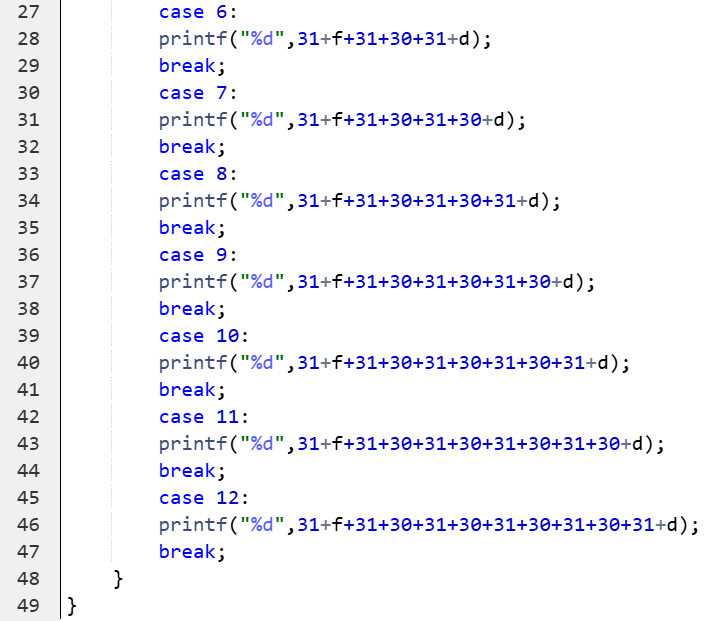 27 case 6:
28 printf("%d",31+f+31+30+31+d);
29 break;
30 case 7:
31 printf("%d",31+f+31+30+31+30+d);
32 break;
33 case 8:
34 printf("%d",31+f+31+30+31+30+31+d);
35 break;
36 case 9:
37 printf("%d",31+f+31+30+31+30+31+30+d);
38 break;
39 case 10:
40 printf("%d",31+f+31+30+31+30+31+30+31+d);
41 break;
42 case 11:
43 printf("%d",31+f+31+30+31+30+31+30+31+30+d);
44 break;
45 case 12:
46 printf("%d",31+f+31+30+31+30+31+30+31+30+31+d);
47 break;
48 }
49 }